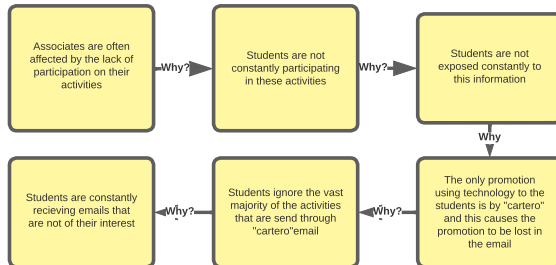 Associates are often
affected by the lack of
participation on their
activities
Why?
Students are not
constantly participating
in these activities
Why?
Students are not
exposed constantly to
this information
Why
The only promotion
using technology to the
students is by "cartero"
and this causes the
promotion to be lost in
the email
Why?
Students ignore the vast
majority of the activities
that are send through
"cartero"email
Why?
Students are constantly
recieving emails that
are not of their interest